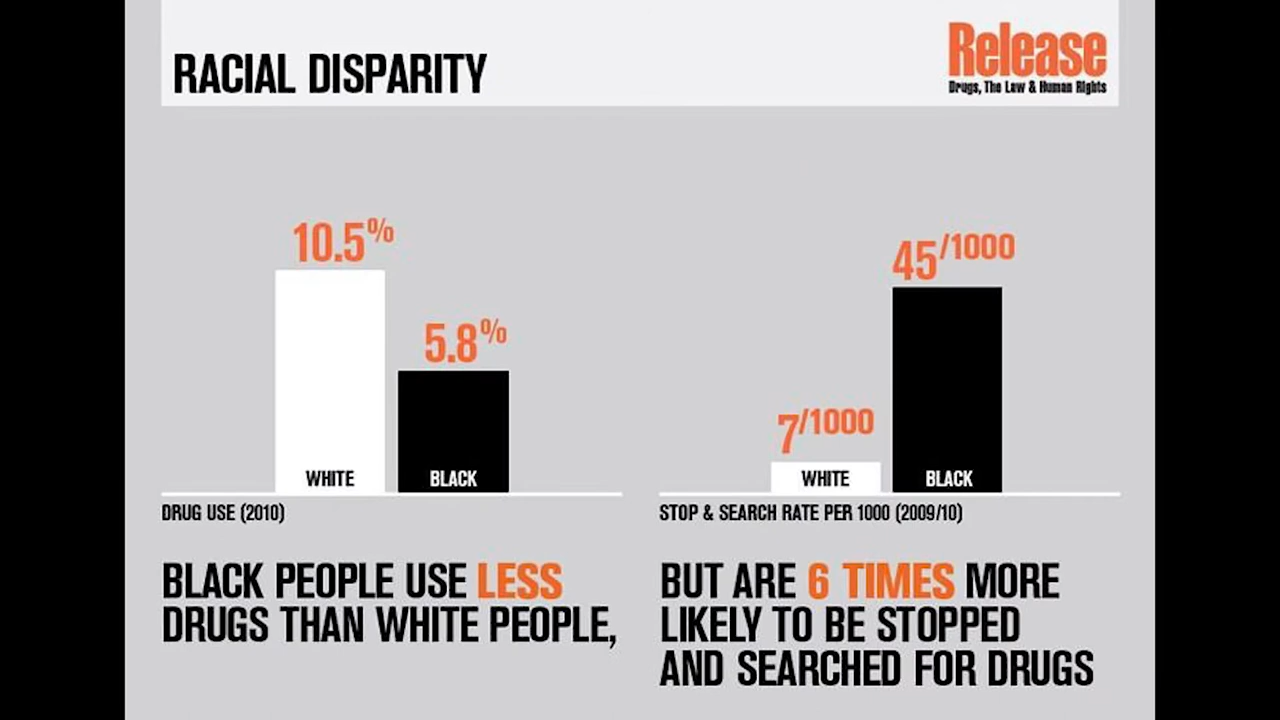 RACIAL DISPARITY
Release
Drugs, The Law & Human Rights
10.5%
5.8%
WHITE
BLACK
DRUG USE (2010)
BLACK PEOPLE USE LESS
DRUGS THAN WHITE PEOPLE,
45/1000
7/1000
WHITE
BLACK
STOP & SEARCH RATE PER 1000 (2009/10)
BUT ARE 6 TIMES MORE
LIKELY TO BE STOPPED
AND SEARCHED FOR DRUGS